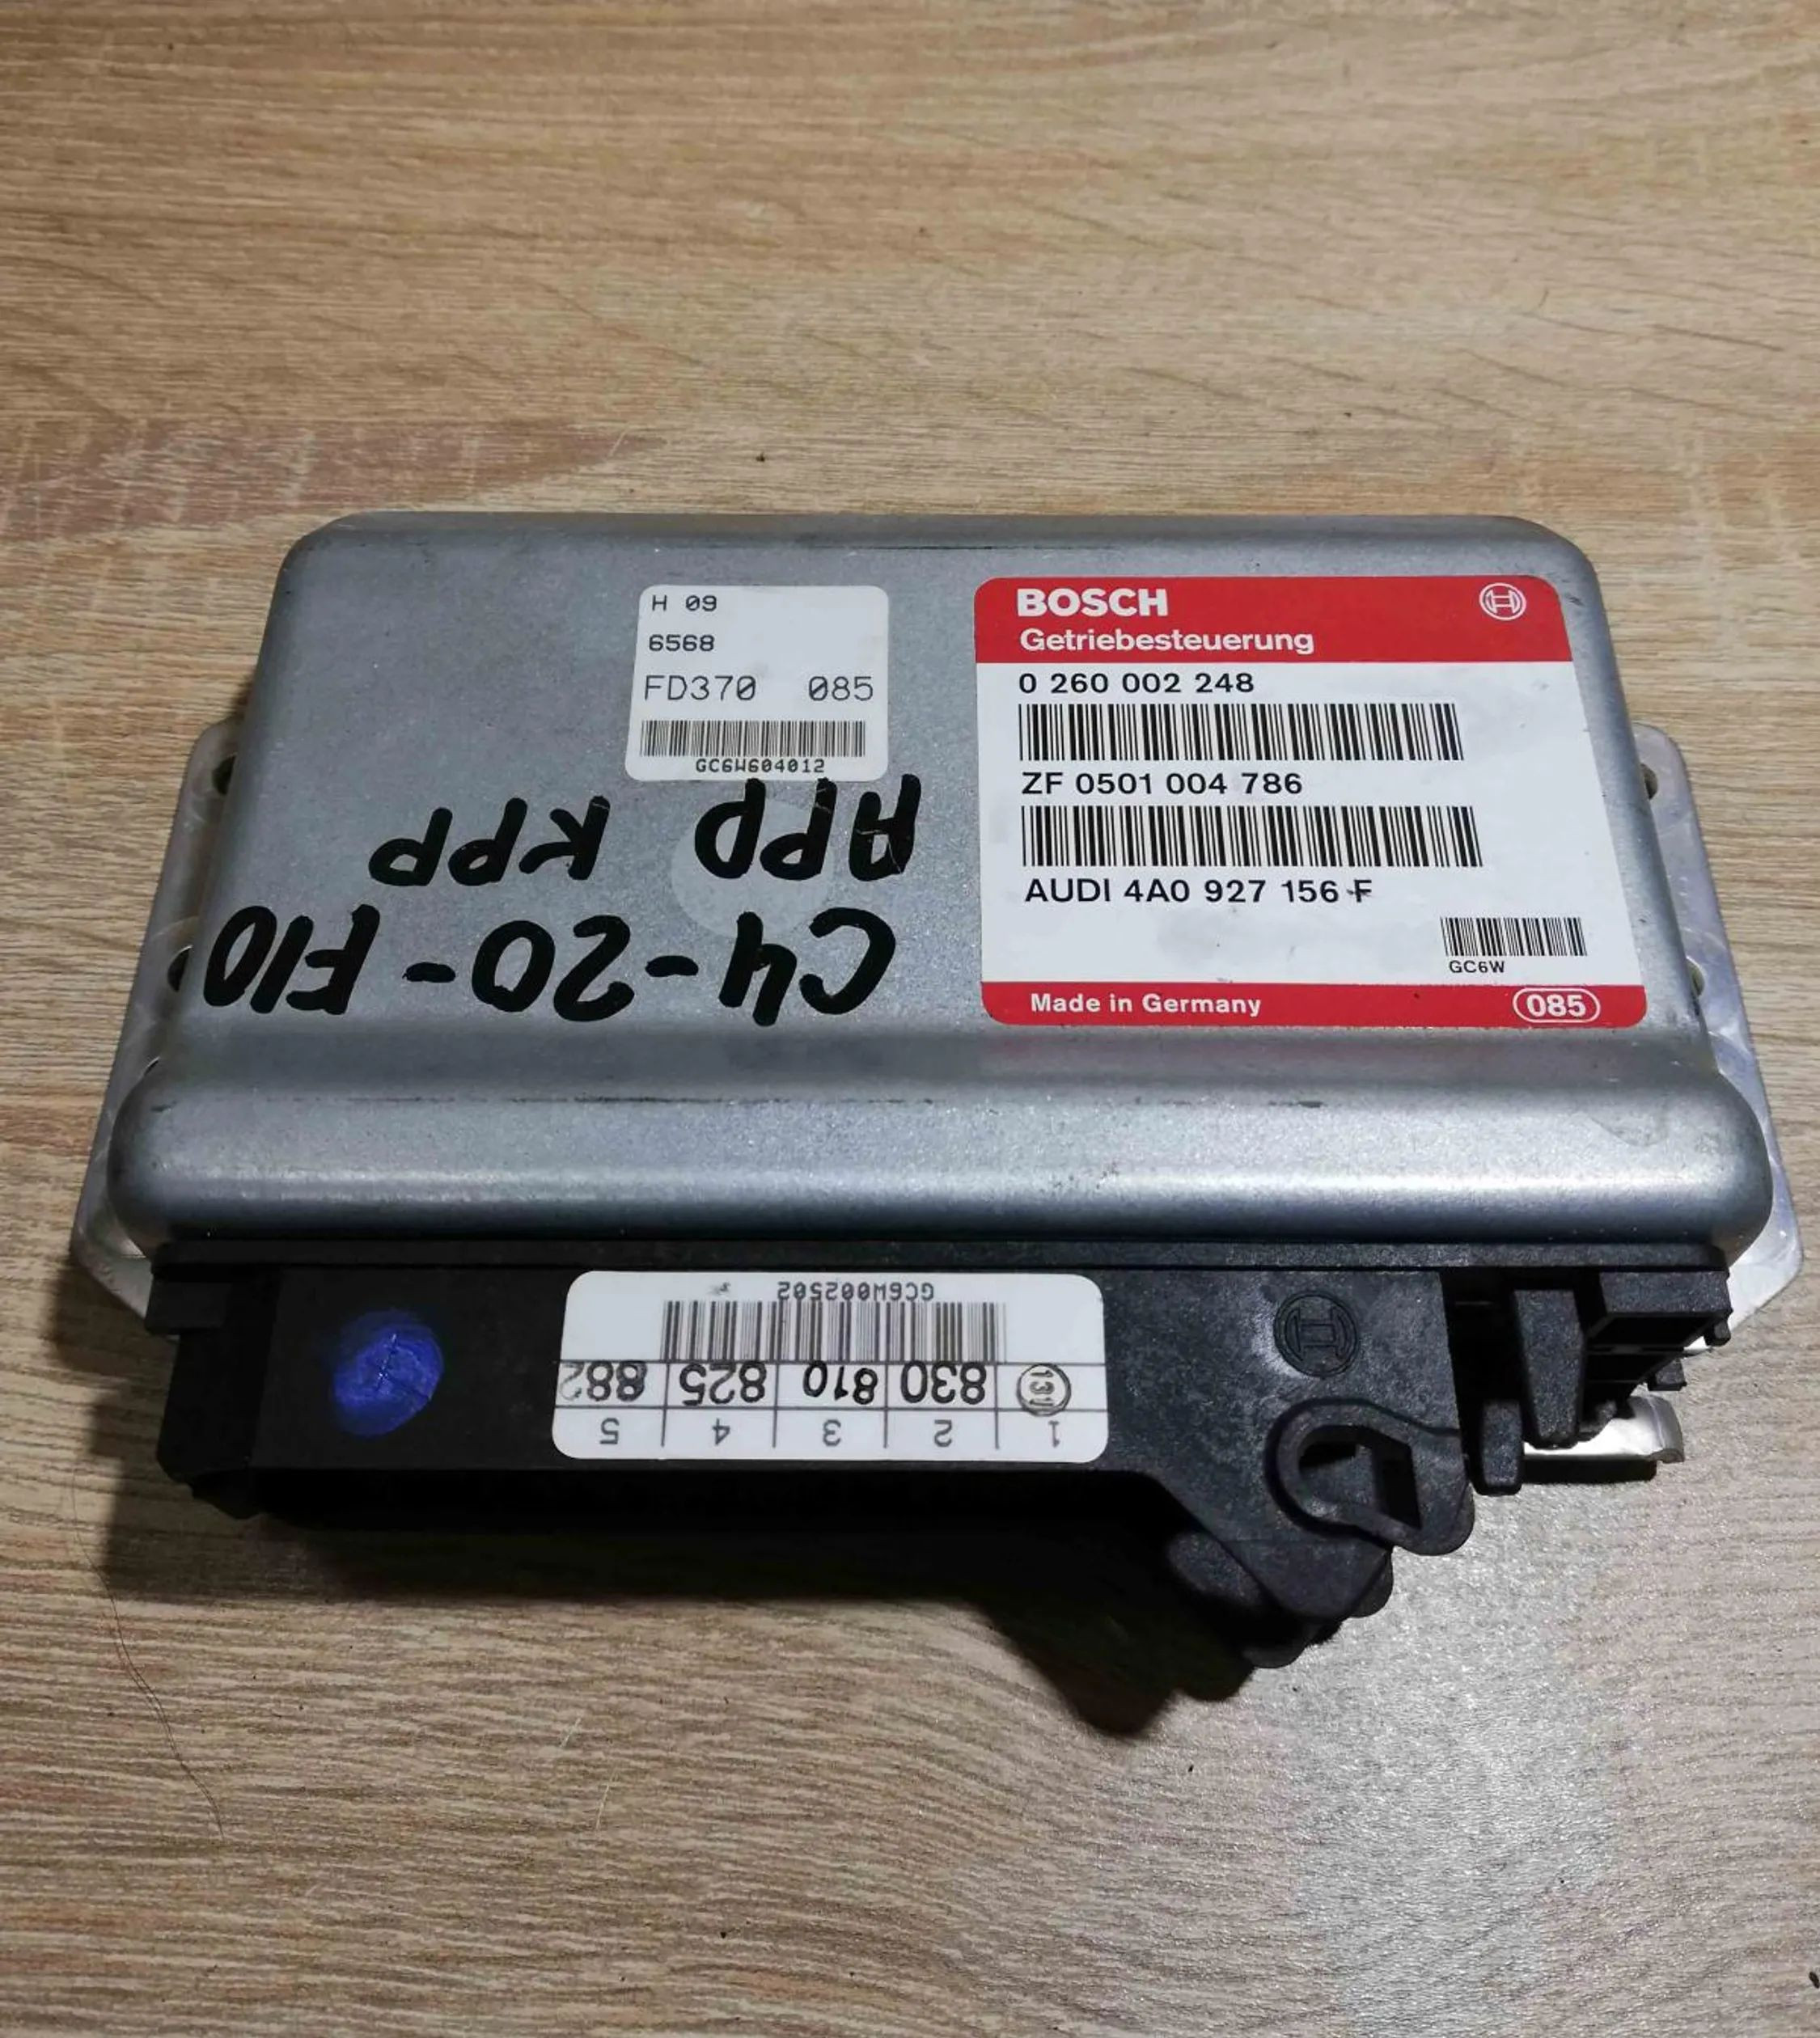 H 09
6568
FD370 085
GC6W604012
BOSCH
Getriebesteuerung
0 260 002 248
ZF 0501 004 786
AUDI 4A0 927 156 F
GC6W
Made in Germany 085
C4-20-F10
APD KPP
1 2 3 4 5
131 830 810 825 882
GC6W002502